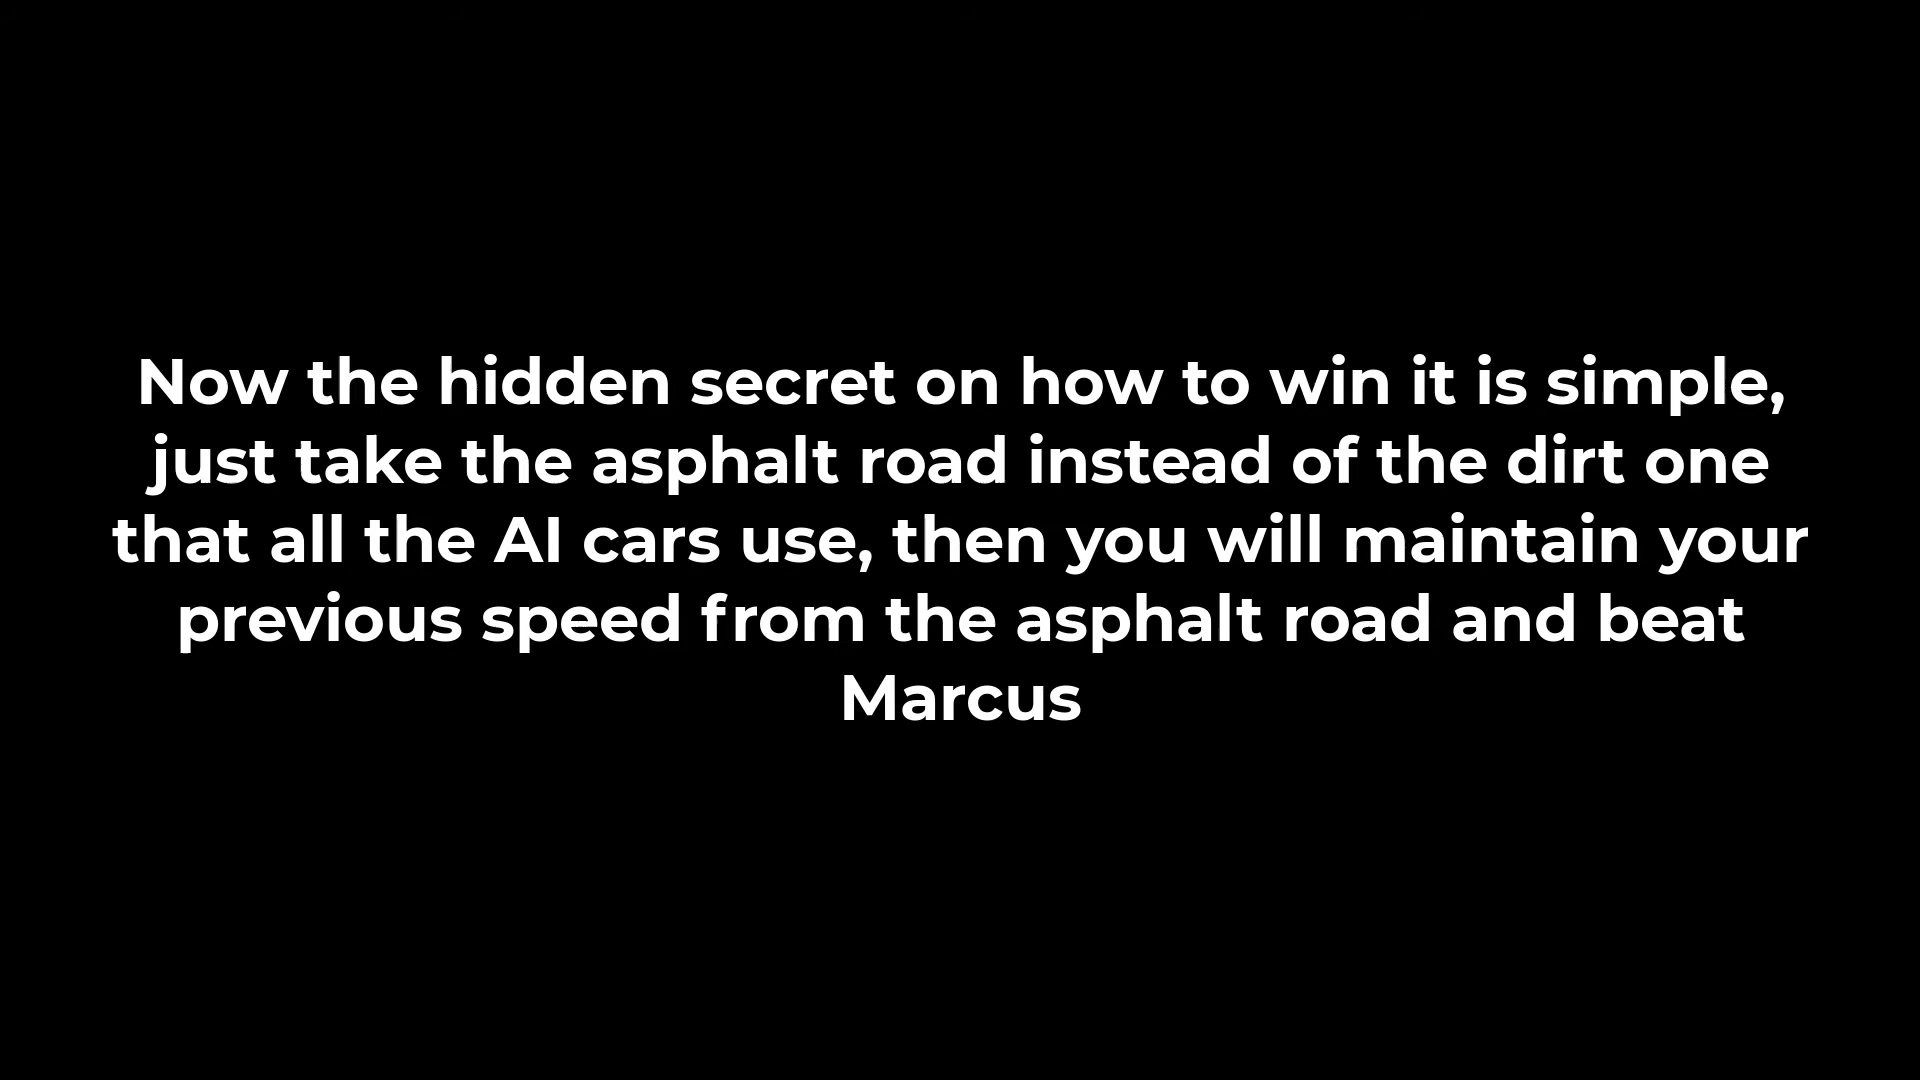 Now the hidden secret on how to win it is simple,
just take the asphalt road instead of the dirt one
that all the AI cars use, then you will maintain your
previous speed from the asphalt road and beat
Marcus